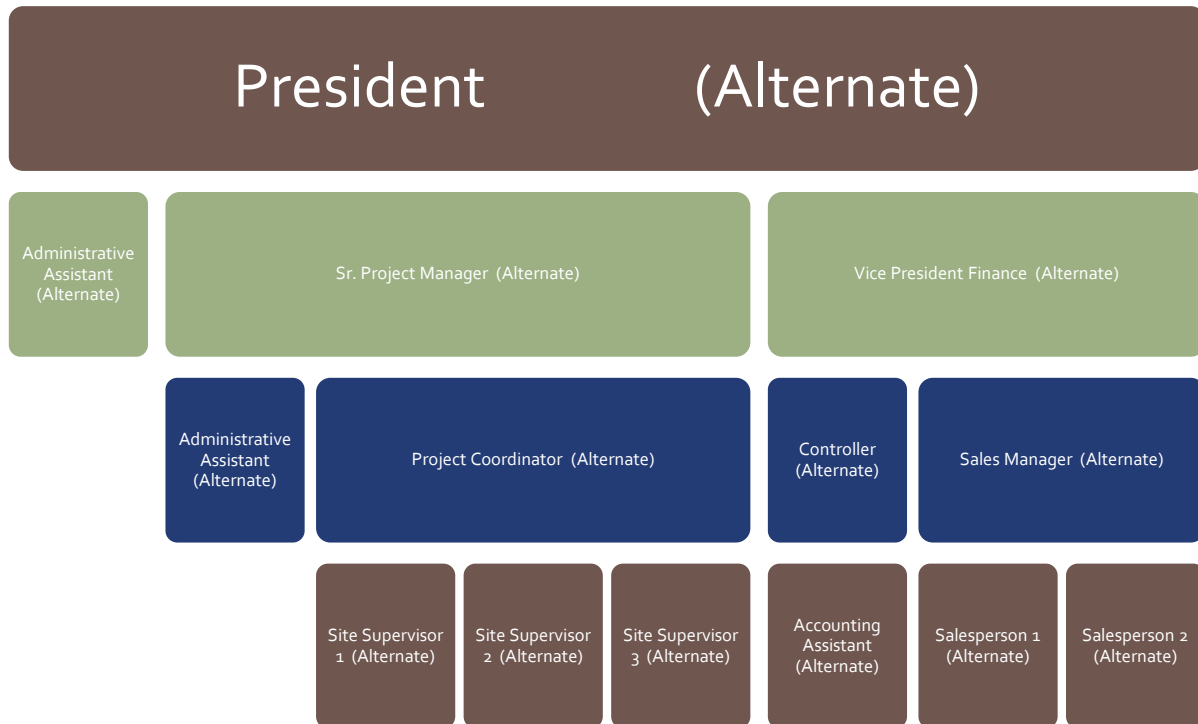 President (Alternate)
Administrative
Assistant
(Alternate)
Sr. Project Manager (Alternate)
Vice President Finance (Alternate)
Administrative
Assistant
(Alternate)
Project Coordinator (Alternate)
Controller
(Alternate)
Sales Manager (Alternate)
Site Supervisor
1 (Alternate)
Site Supervisor
2 (Alternate)
Site Supervisor
3 (Alternate)
Accounting
Assistant
(Alternate)
Salesperson 1
(Alternate)
Salesperson 2
(Alternate)